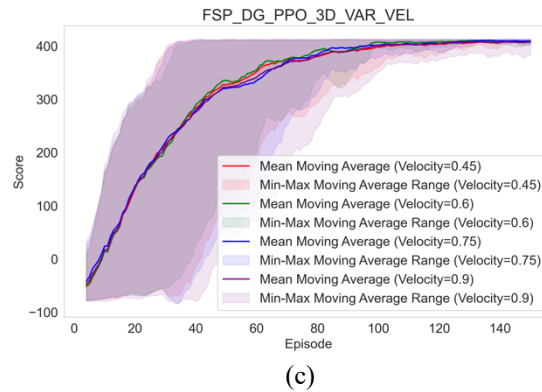 FSP_DG_PPO_3D_VAR_VEL
400
300
200
100
0
−100
Score
Mean Moving Average (Velocity=0.45)
Min-Max Moving Average Range (Velocity=0.45)
Mean Moving Average (Velocity=0.6)
Min-Max Moving Average Range (Velocity=0.6)
Mean Moving Average (Velocity=0.75)
Min-Max Moving Average Range (Velocity=0.75)
Mean Moving Average (Velocity=0.9)
Min-Max Moving Average Range (Velocity=0.9)
0 20 40 60 80 100 120 140
Episode
(c)